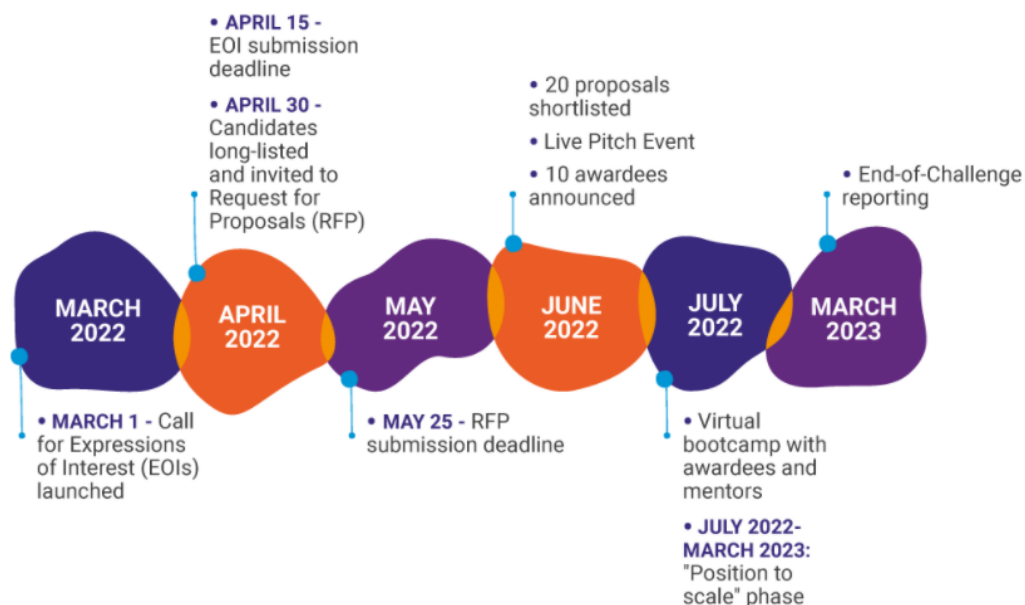 • APRIL 15 -
EOI submission
deadline
• APRIL 30 -
Candidates
long-listed
and invited to
Request for
Proposals (RFP)
• 20 proposals
shortlisted
• Live Pitch Event
• 10 awardees
announced
• End-of-Challenge
reporting
MARCH
2022
APRIL
2022
MAY
2022
JUNE
2022
JULY
2022
MARCH
2023
• MARCH 1 - Call
for Expressions
of Interest (EOIs)
launched
• MAY 25 - RFP
submission deadline
• Virtual
bootcamp with
awardees and
mentors
• JULY 2022-
MARCH 2023:
"Position to
scale" phase